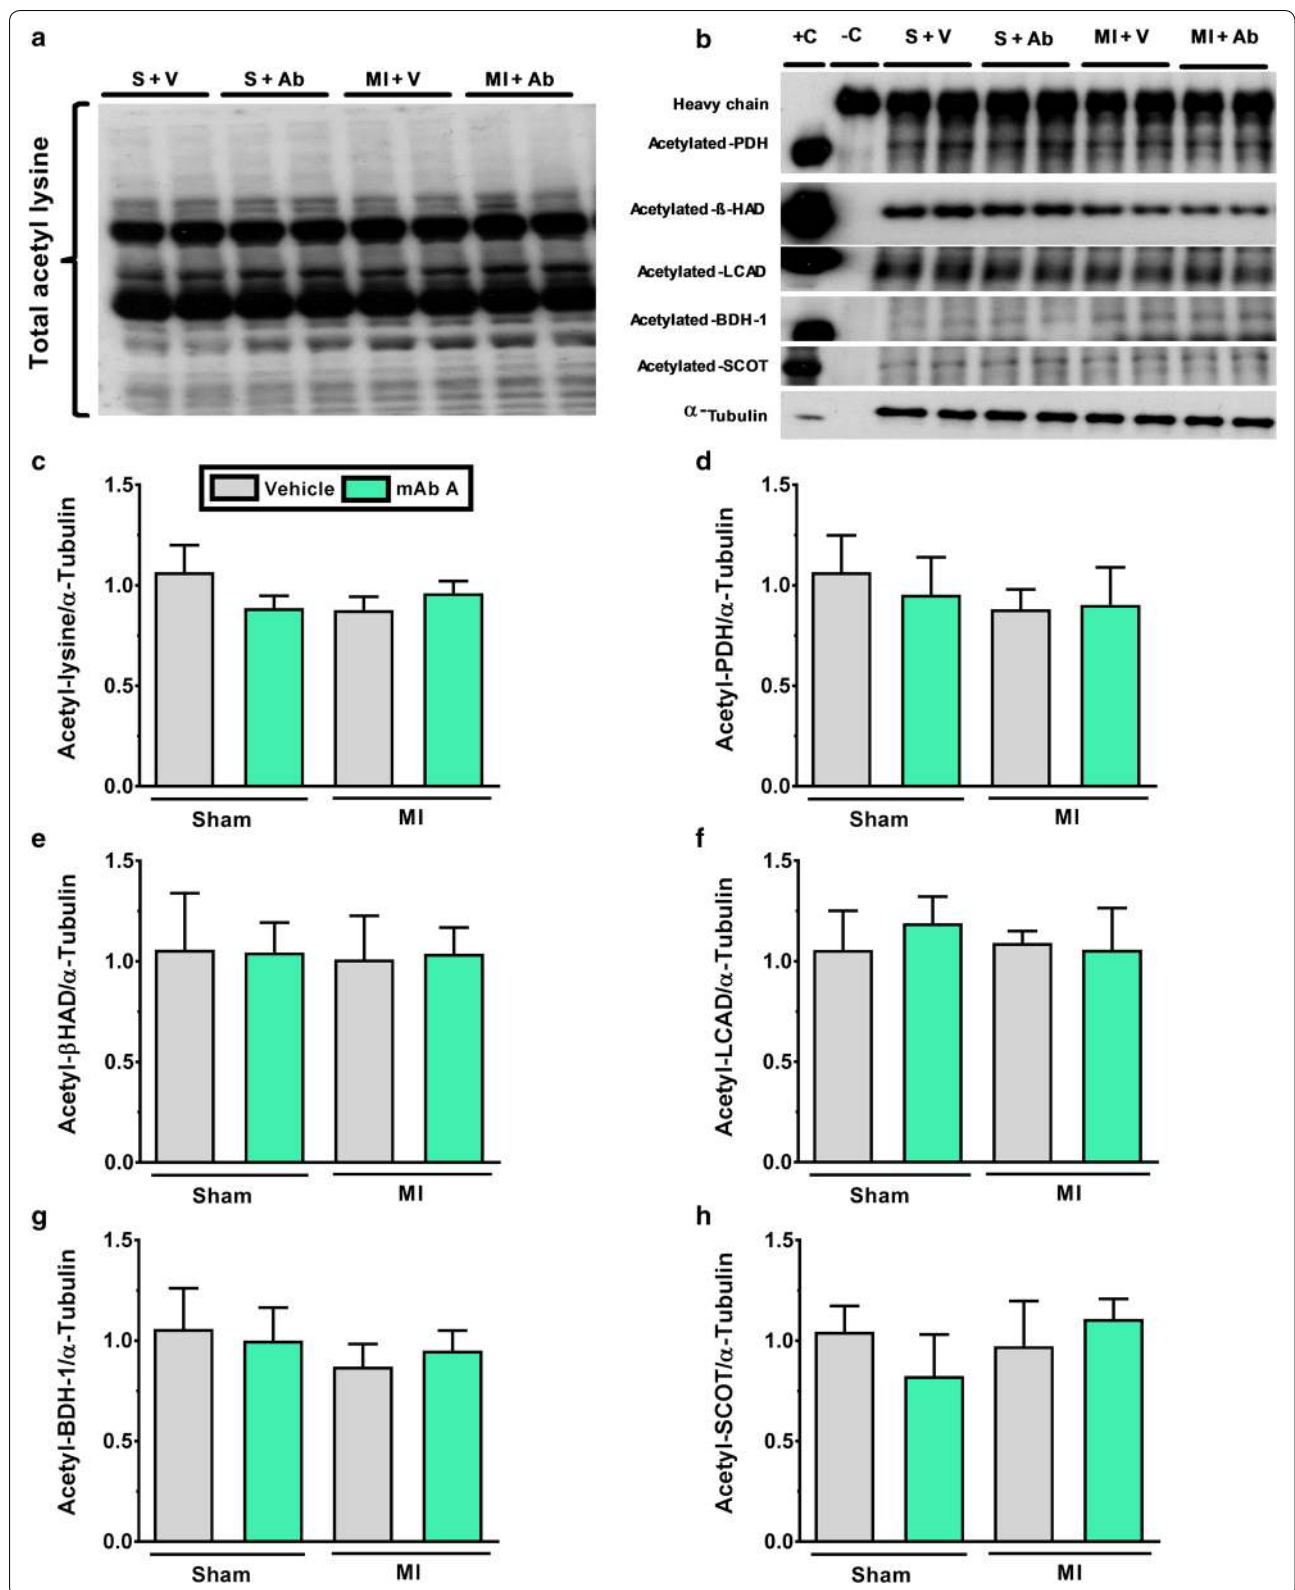 a
S + V S + Ab MI + V MI + Ab
Total acetyl lysine
b
+C -C S + V S + Ab MI + V MI + Ab
Heavy chain
Acetylated-PDH
Acetylated-ß-HAD
Acetylated-LCAD
Acetylated-BDH-1
Acetylated-SCOT
α-Tubulin
c
Vehicle mAb A
Acetyl-lysine/α-Tubulin
1.5
1.0
0.5
0.0
Sham MI
d
Acetyl-PDH/α-Tubulin
1.5
1.0
0.5
0.0
Sham MI
e
Acetyl-βHAD/α-Tubulin
1.5
1.0
0.5
0.0
Sham MI
f
Acetyl-LCAD/α-Tubulin
1.5
1.0
0.5
0.0
Sham MI
g
Acetyl-BDH-1/α-Tubulin
1.5
1.0
0.5
0.0
Sham MI
h
Acetyl-SCOT/α-Tubulin
1.5
1.0
0.5
0.0
Sham MI